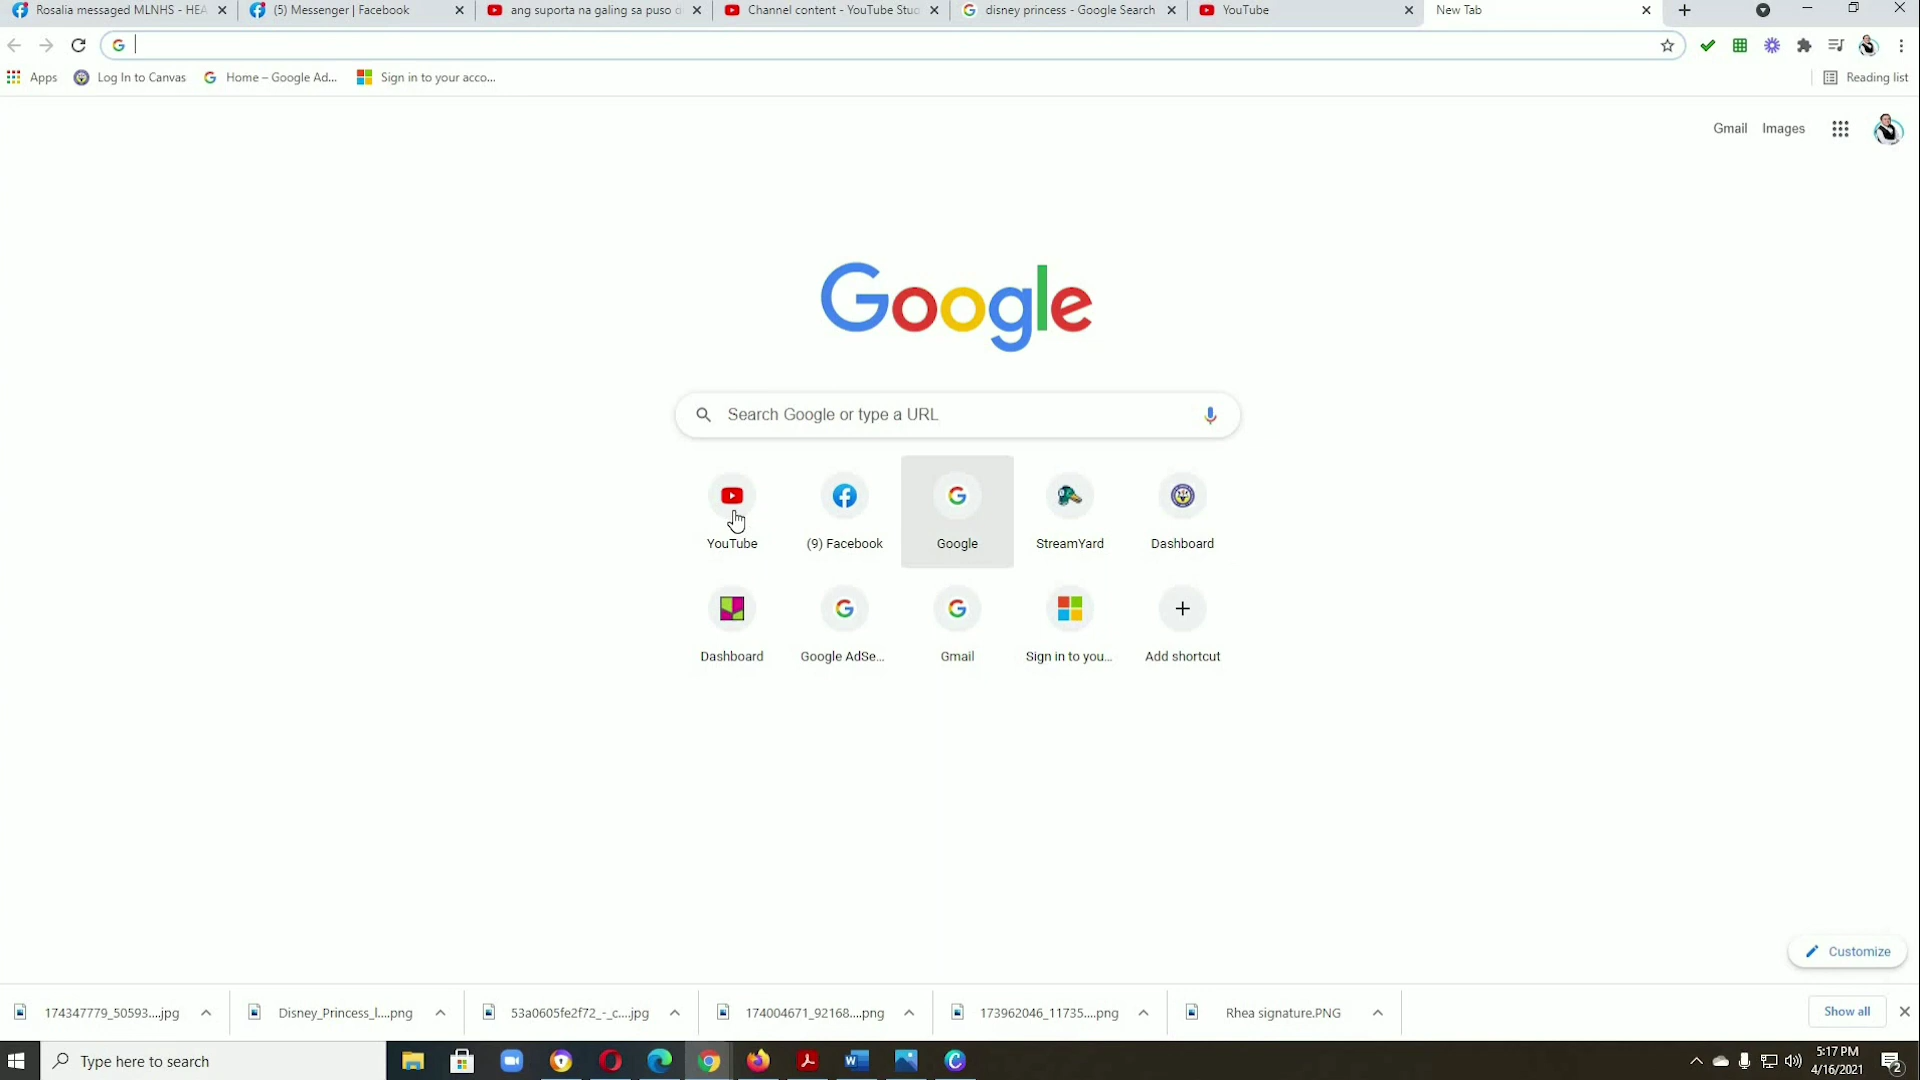 Rosalia messaged MLNHS - HEA
(5) Messenger | Facebook
ang suporta na galing sa puso d
Channel content - YouTube Stud
disney princess - Google Search
YouTube
New Tab
Apps
Log In to Canvas
Home – Google Ad...
Sign in to your acco...
Reading list
Gmail
Images
Google
Search Google or type a URL
YouTube
(9) Facebook
Google
StreamYard
Dashboard
Dashboard
Google AdSe...
Gmail
Sign in to you...
Add shortcut
Customize
174347779_50593....jpg
Disney_Princess_l....png
53a0605fe2f72_-_c....jpg
174004671_92168....png
173962046_11735....png
Rhea signature.PNG
Show all
Type here to search
5:17 PM
4/16/2021
2